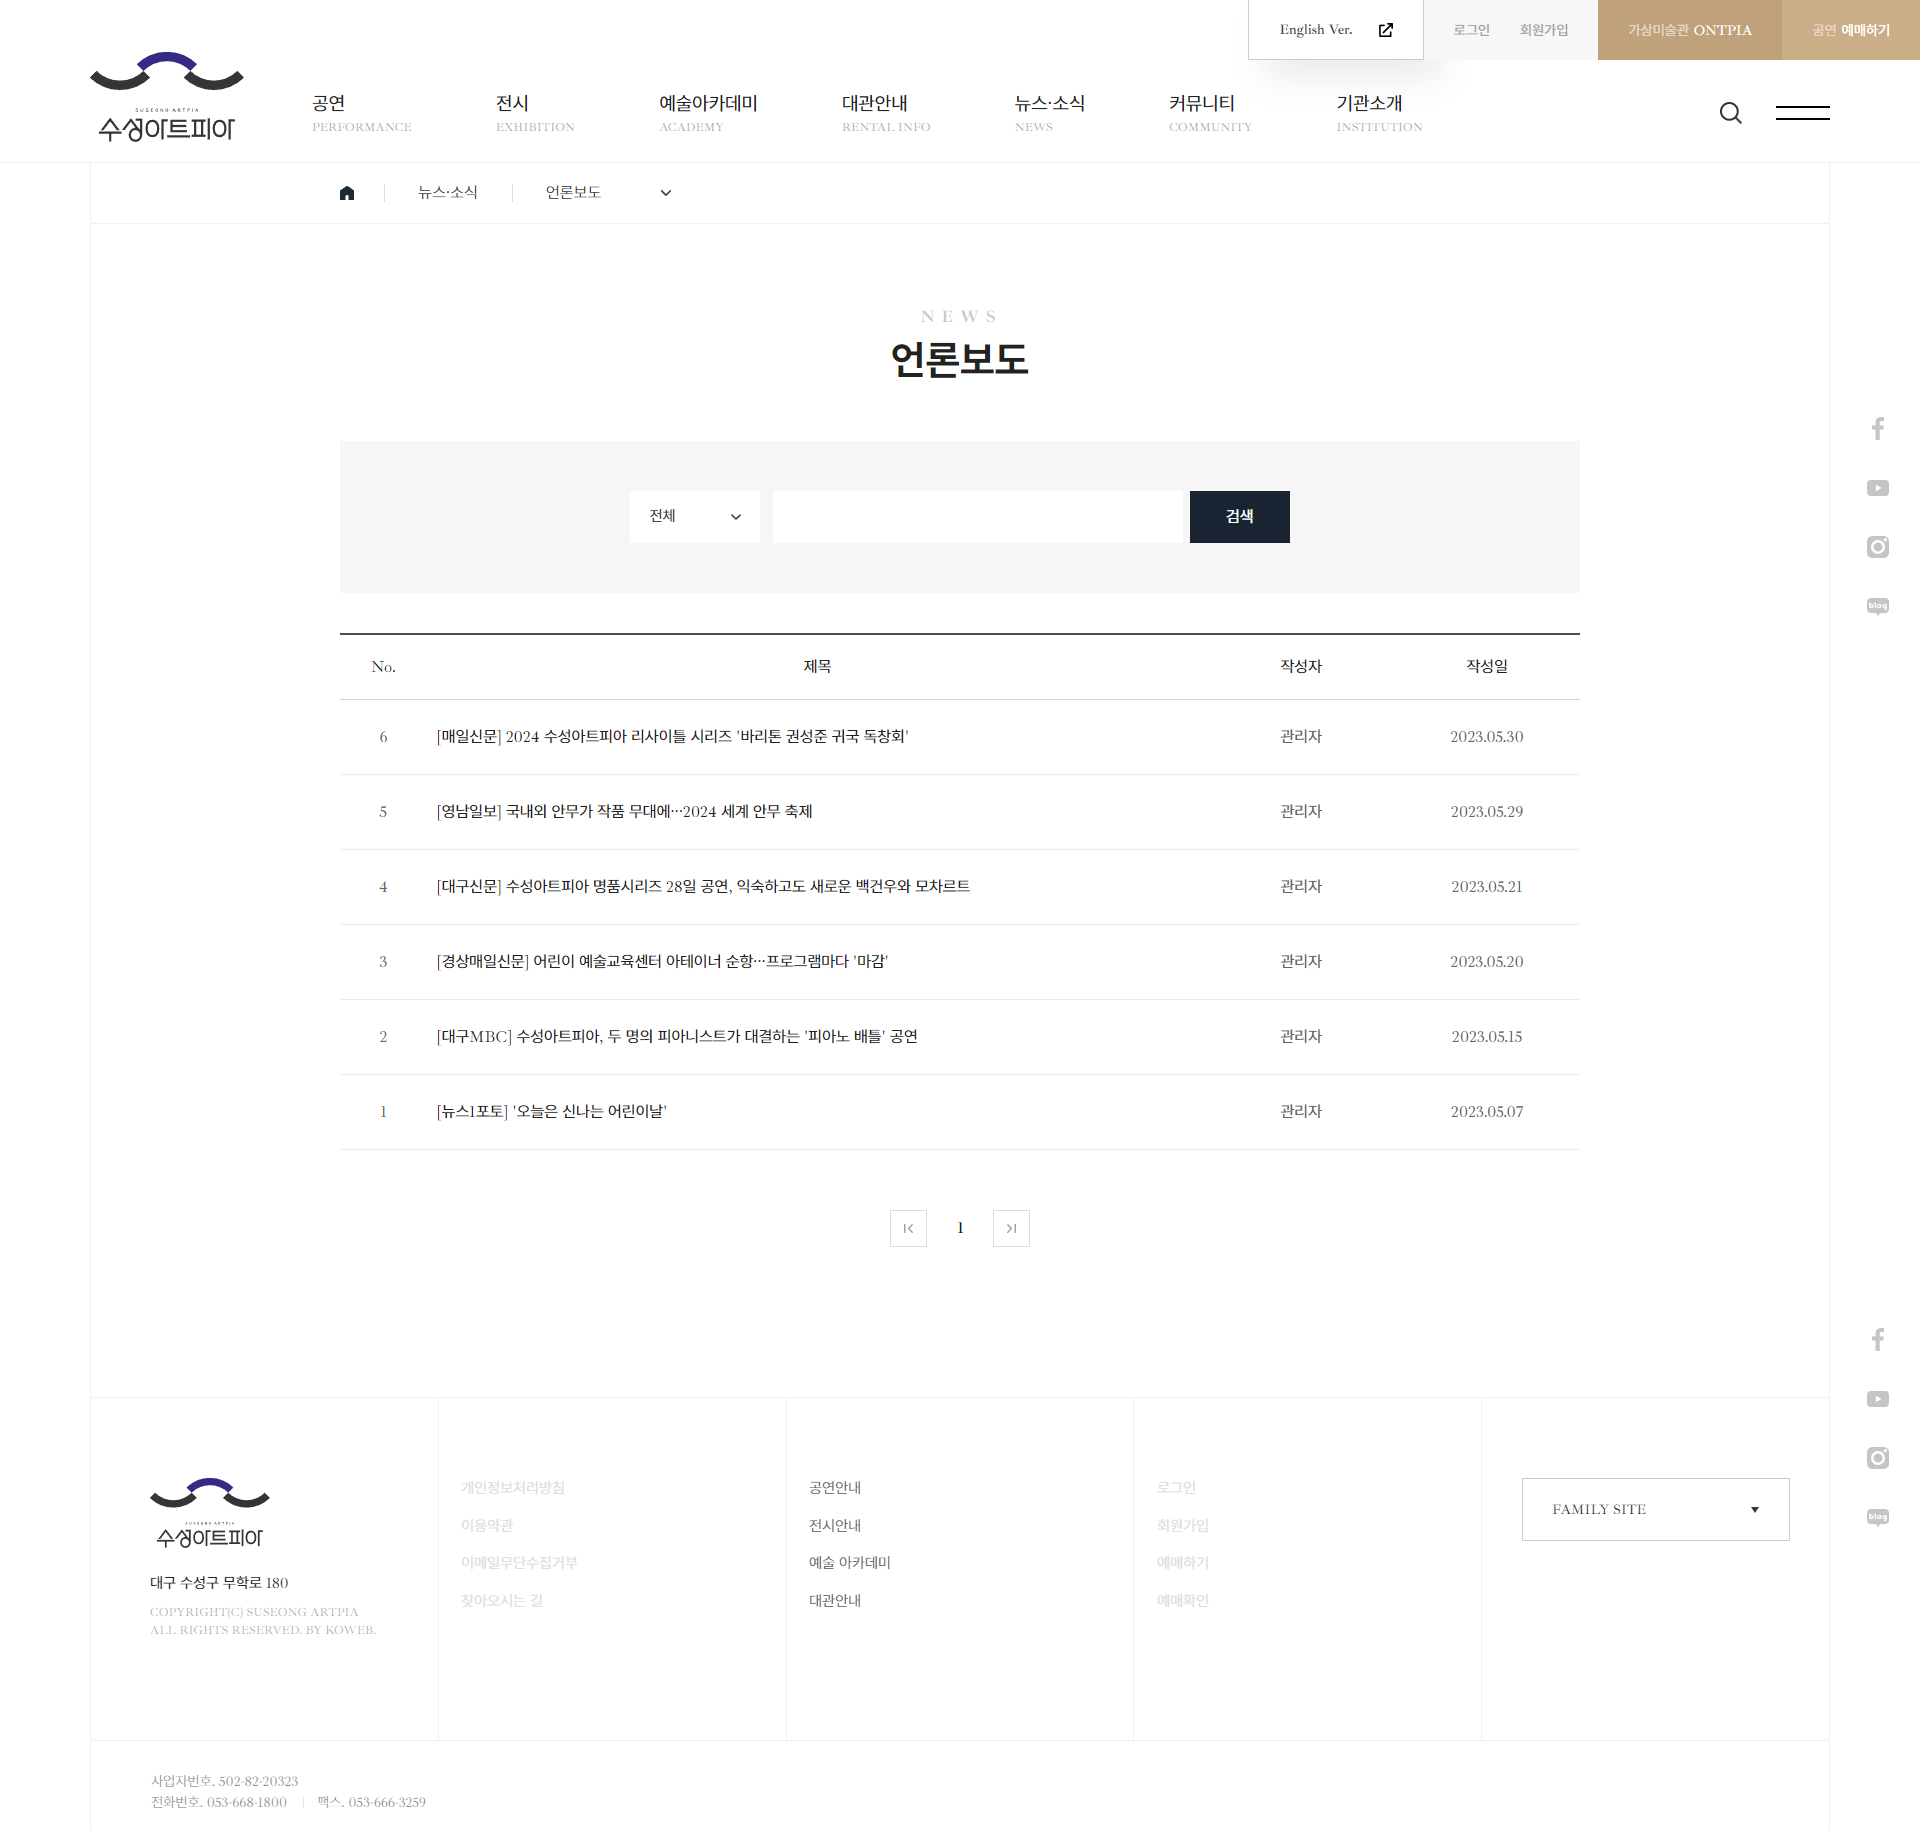 English Ver.
로그인
회원가입
가상미술관 ONTPIA
공연 예매하기
SUSEONG ARTPIA
수성아트피아
공연
PERFORMANCE
전시
EXHIBITION
예술아카데미
ACADEMY
대관안내
RENTAL INFO
뉴스·소식
NEWS
커뮤니티
COMMUNITY
기관소개
INSTITUTION
뉴스·소식
언론보도
NEWS
언론보도
전체
검색
No. 제목 작성자 작성일
6 [매일신문] 2024 수성아트피아 리사이틀 시리즈 '바리톤 권성준 귀국 독창회' 관리자 2023.05.30
5 [영남일보] 국내외 안무가 작품 무대에…2024 세계 안무 축제 관리자 2023.05.29
4 [대구신문] 수성아트피아 명품시리즈 28일 공연, 익숙하고도 새로운 백건우와 모차르트 관리자 2023.05.21
3 [경상매일신문] 어린이 예술교육센터 아테이너 순항…프로그램마다 '마감' 관리자 2023.05.20
2 [대구MBC] 수성아트피아, 두 명의 피아니스트가 대결하는 '피아노 배틀' 공연 관리자 2023.05.15
1 [뉴스1포토] '오늘은 신나는 어린이날' 관리자 2023.05.07
1
blog
SUSEONG ARTPIA
수성아트피아
대구 수성구 무학로 180
COPYRIGHT(C) SUSEONG ARTPIA
ALL RIGHTS RESERVED. BY KOWEB.
개인정보처리방침
이용약관
이메일무단수집거부
찾아오시는 길
공연안내
전시안내
예술 아카데미
대관안내
로그인
회원가입
예매하기
예매확인
FAMILY SITE
blog
사업자번호. 502-82-20323
전화번호. 053-668-1800 팩스. 053-666-3259